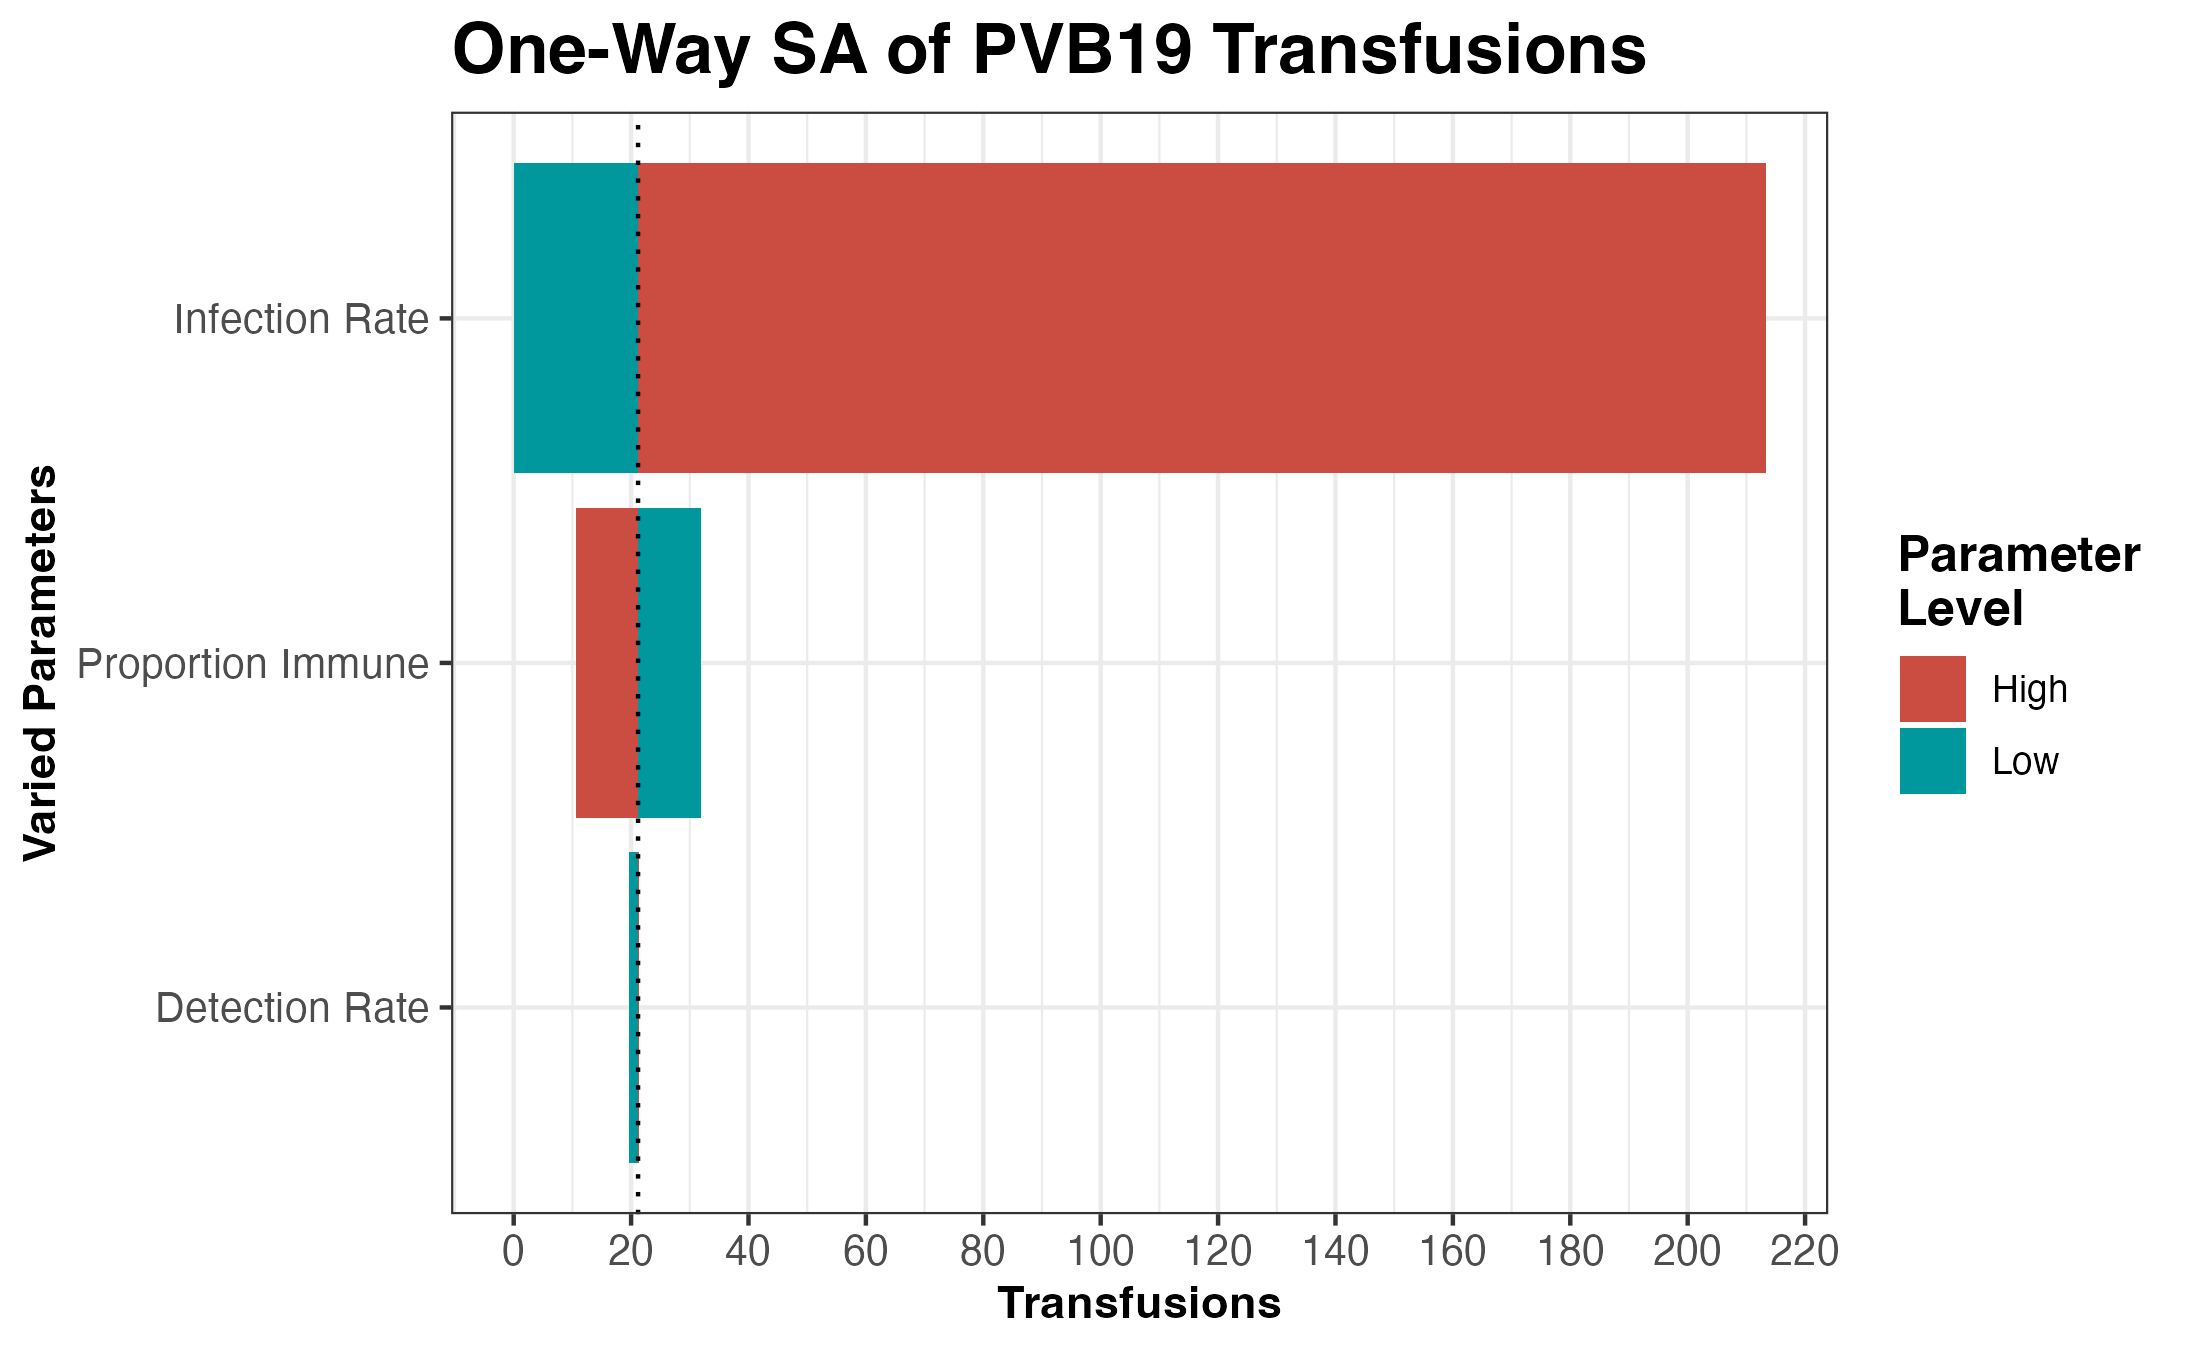 One-Way SA of PVB19 Transfusions
Varied Parameters
Infection Rate
Proportion Immune
Detection Rate
0 20 40 60 80 100 120 140 160 180 200 220
Transfusions
Parameter
Level
High
Low